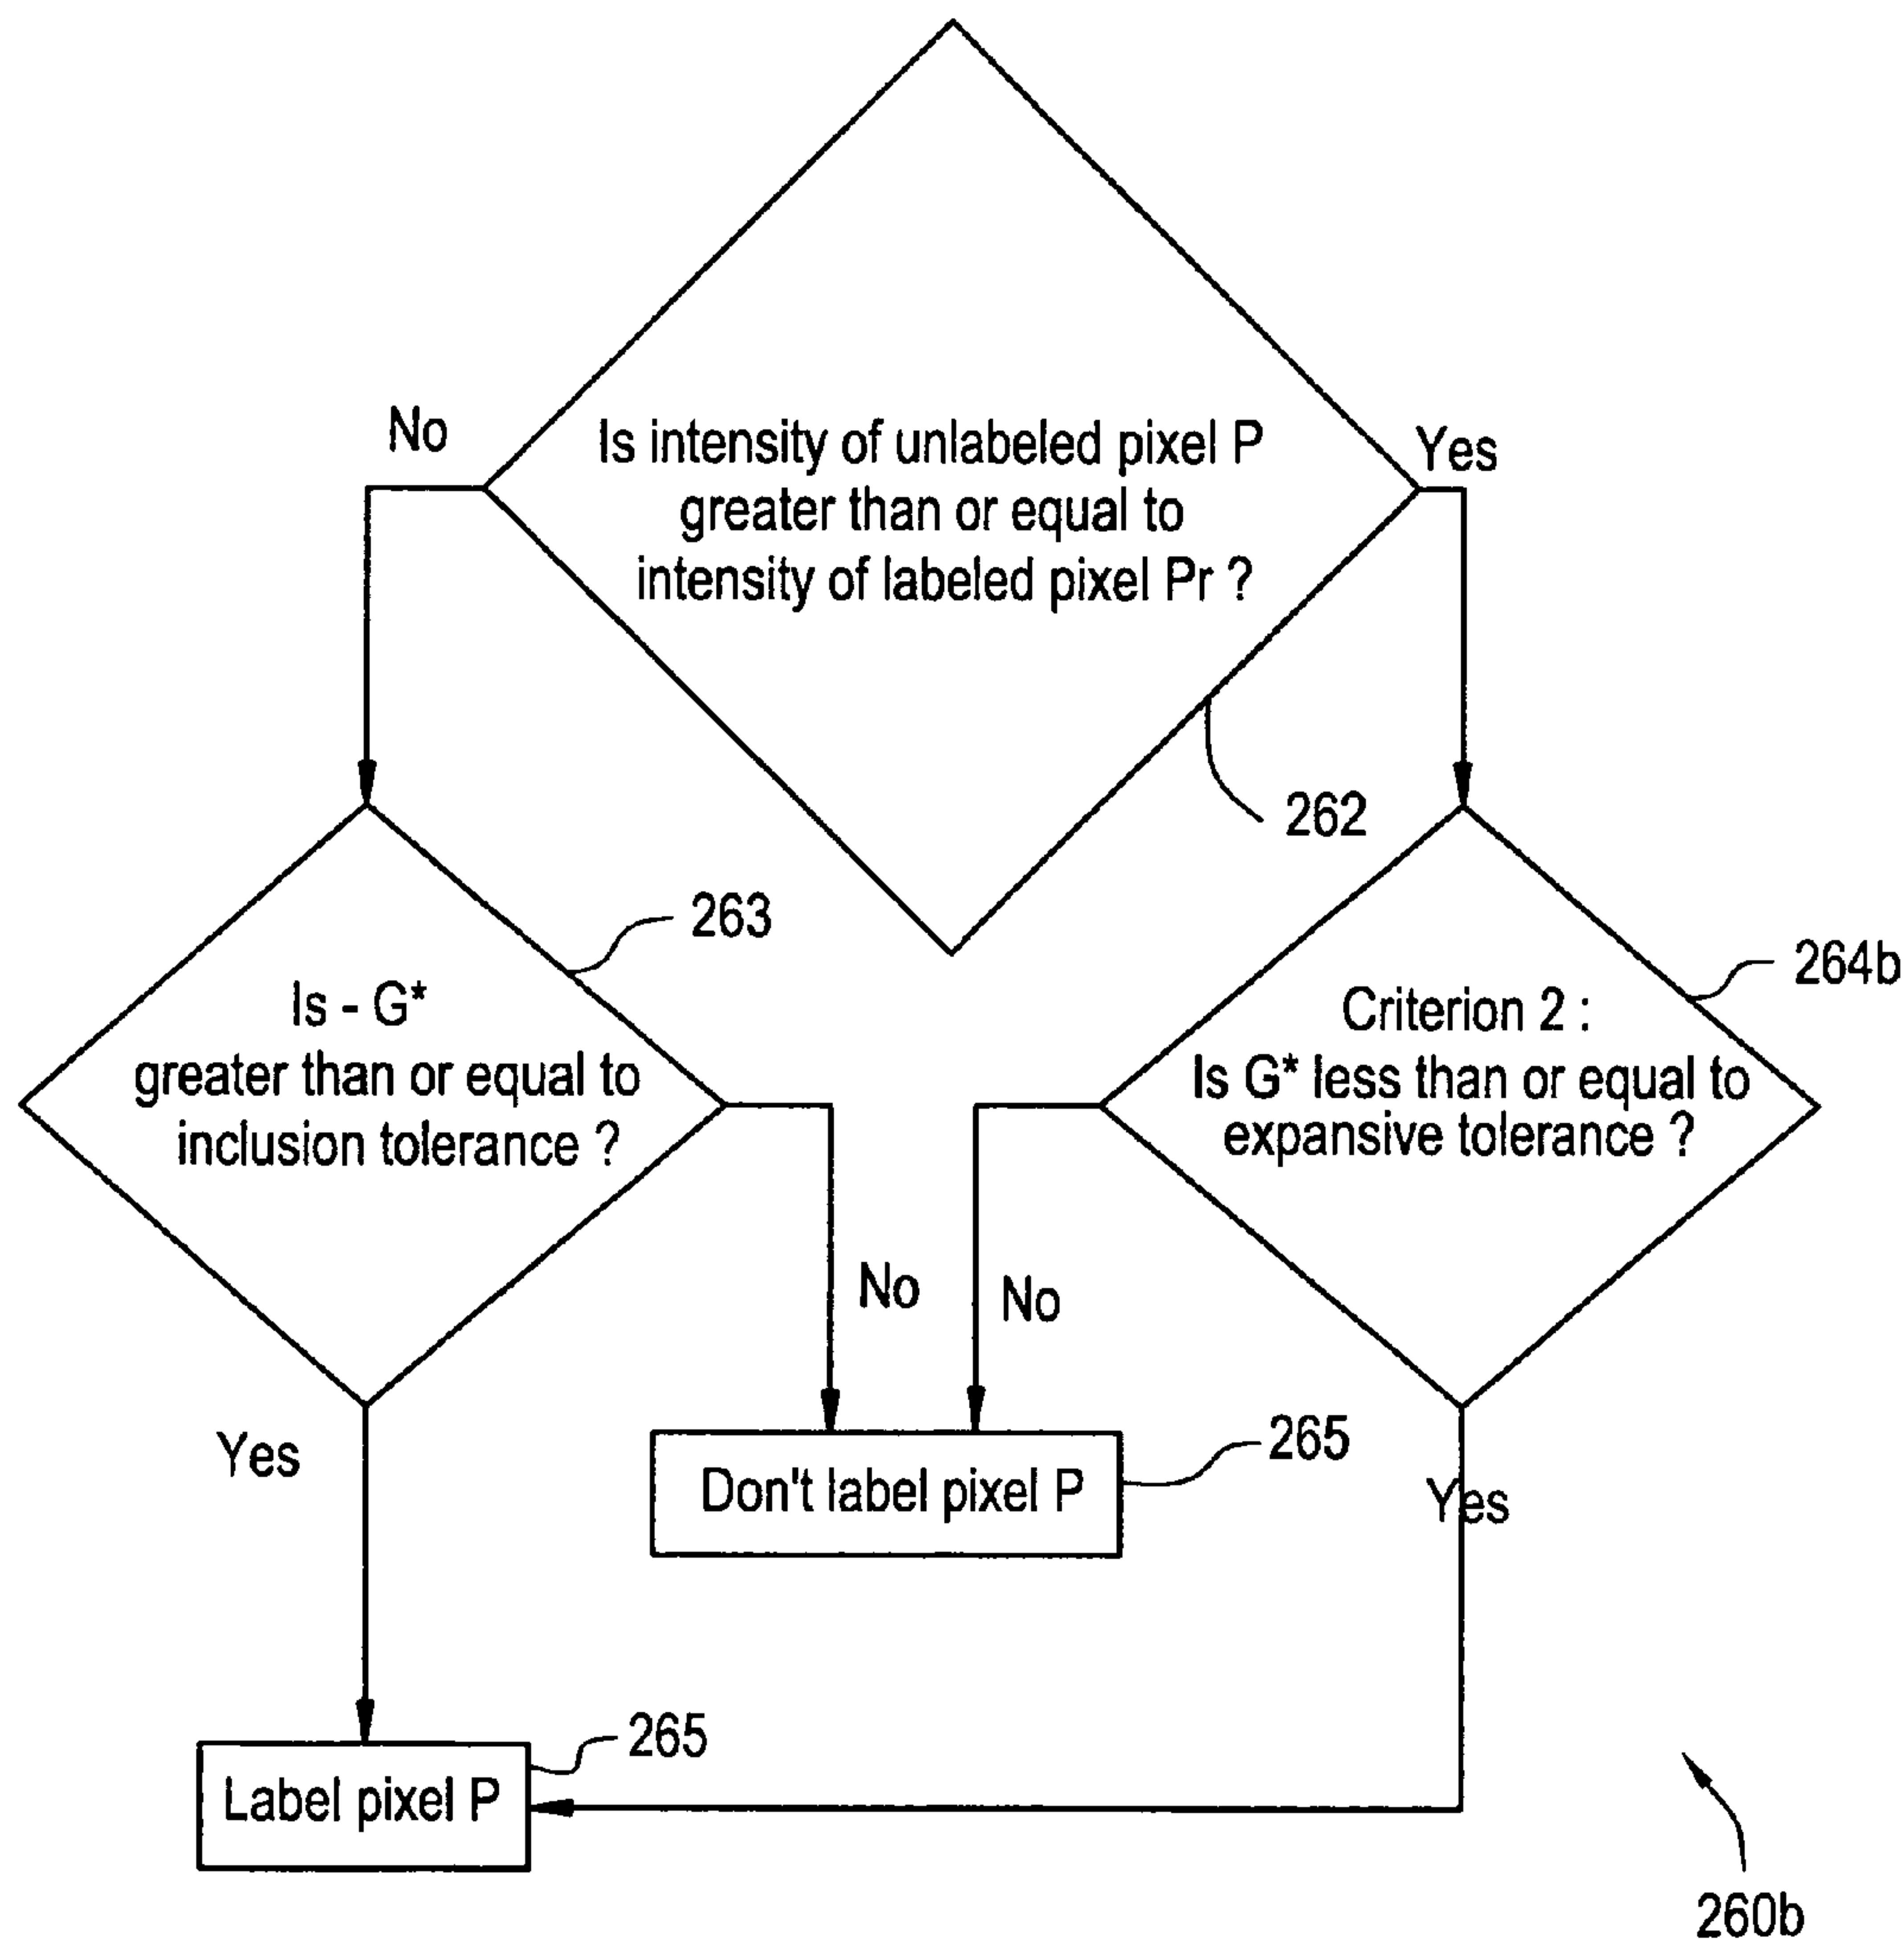 No
Is intensity of unlabeled pixel P
greater than or equal to
intensity of labeled pixel Pr ?
Yes
262
263
Is - G*
greater than or equal to
inclusion tolerance ?
264b
Criterion 2 :
Is G* less than or equal to
expansive tolerance ?
No
No
Yes
Don't label pixel P
265
Yes
265
Label pixel P
260b